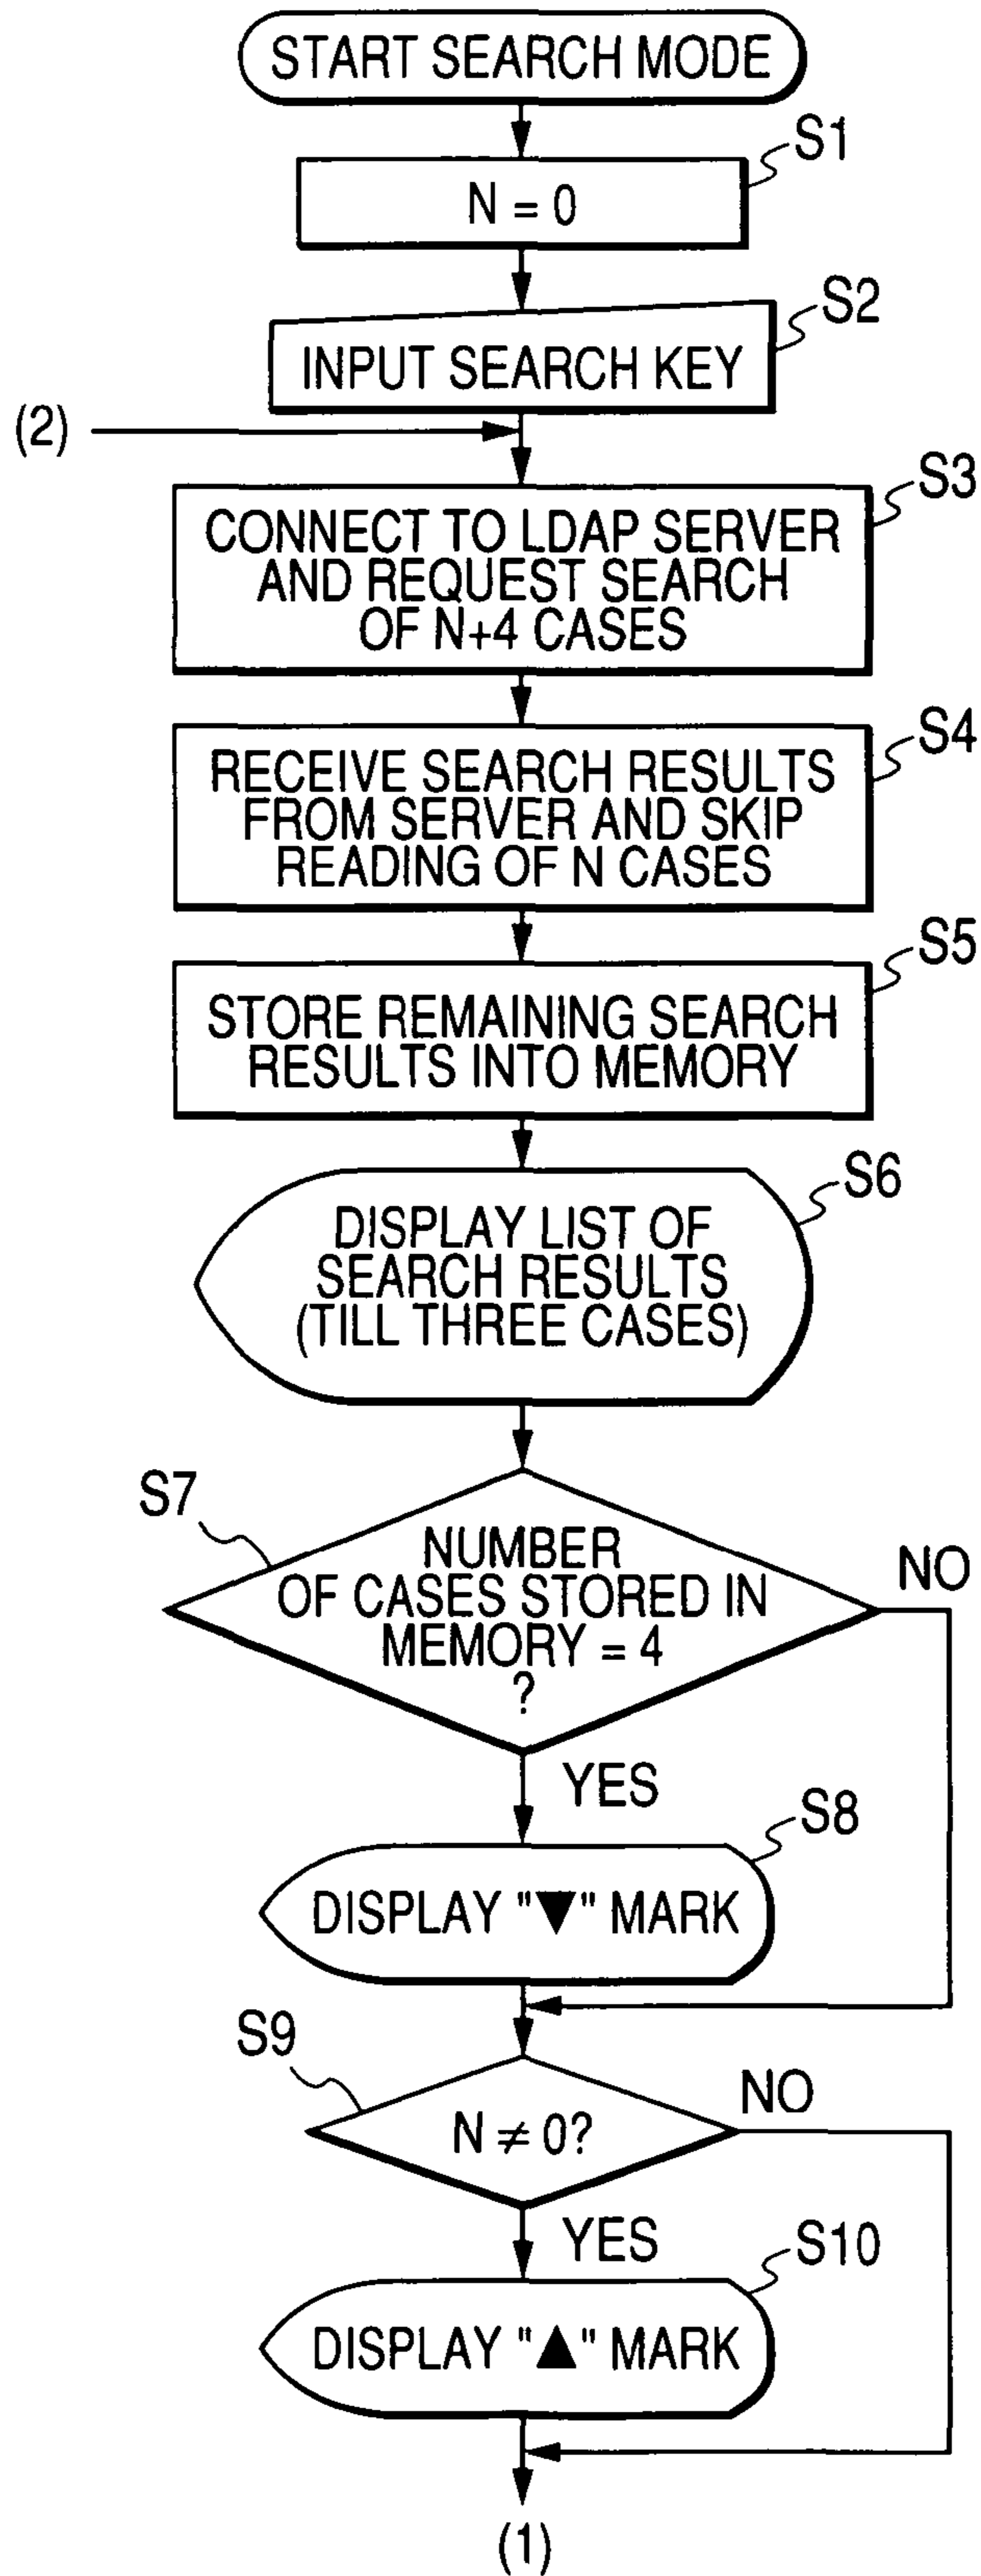 START SEARCH MODE
S1
N = 0
S2
INPUT SEARCH KEY
(2)
S3
CONNECT TO LDAP SERVER
AND REQUEST SEARCH
OF N+4 CASES
S4
RECEIVE SEARCH RESULTS
FROM SERVER AND SKIP
READING OF N CASES
S5
STORE REMAINING SEARCH
RESULTS INTO MEMORY
S6
DISPLAY LIST OF
SEARCH RESULTS
(TILL THREE CASES)
S7
NUMBER
OF CASES STORED IN
MEMORY = 4
?
NO
YES
S8
DISPLAY "▼" MARK
S9
N ≠ 0?
NO
YES
S10
DISPLAY "▲" MARK
(1)